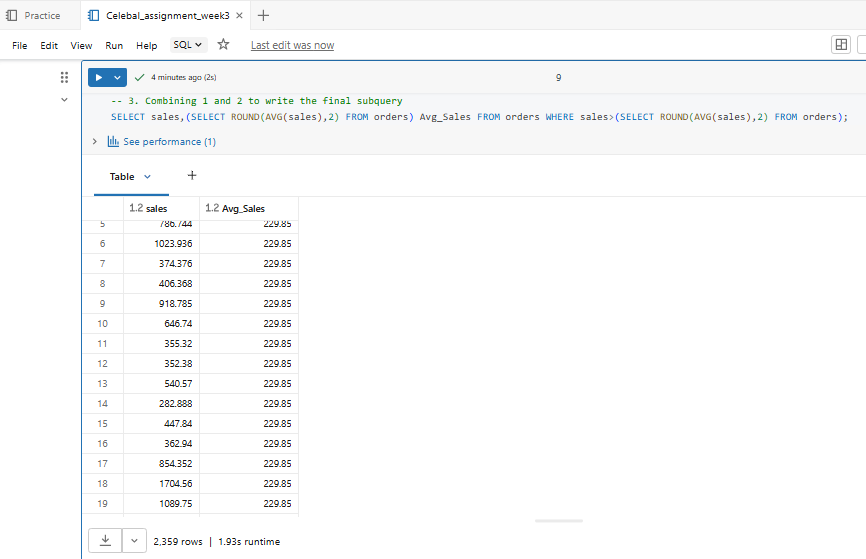 Practice
Celebal_assignment_week3
File Edit View Run Help SQL Last edit was now
4 minutes ago (2s)
9
-- 3. Combining 1 and 2 to write the final subquery
SELECT sales,(SELECT ROUND(AVG(sales),2) FROM orders) Avg_Sales FROM orders WHERE sales>(SELECT ROUND(AVG(sales),2) FROM orders);
See performance (1)
Table
1.2 sales 1.2 Avg_Sales
5 786.744 229.85
6 1023.936 229.85
7 374.376 229.85
8 406.368 229.85
9 918.785 229.85
10 646.74 229.85
11 355.32 229.85
12 352.38 229.85
13 540.57 229.85
14 282.888 229.85
15 447.84 229.85
16 362.94 229.85
17 854.352 229.85
18 1704.56 229.85
19 1089.75 229.85
2,359 rows | 1.93s runtime